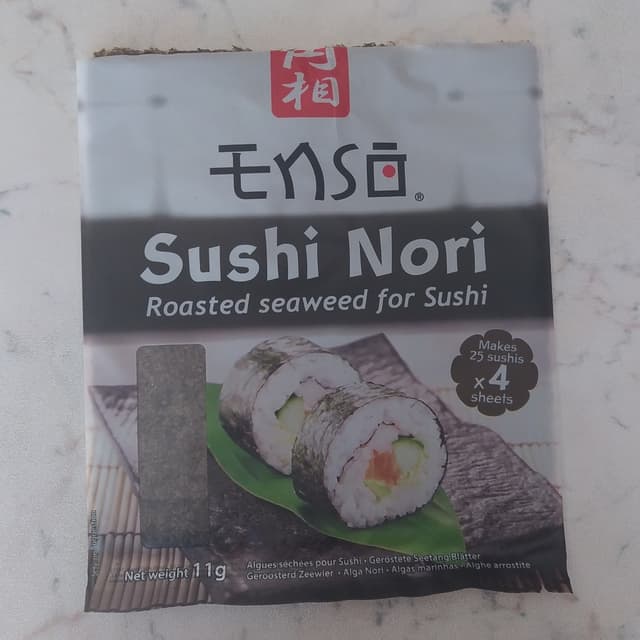 円
相
Enso
®
Sushi Nori
Roasted seaweed for Sushi
Makes
25 sushis
x4
sheets
Net weight 11g
Algues séchées pour Sushi - Geröstete Seetang Blätter
Geroosterd Zeewier - Alga Nori - Algas marinhas - Alghe arrostite